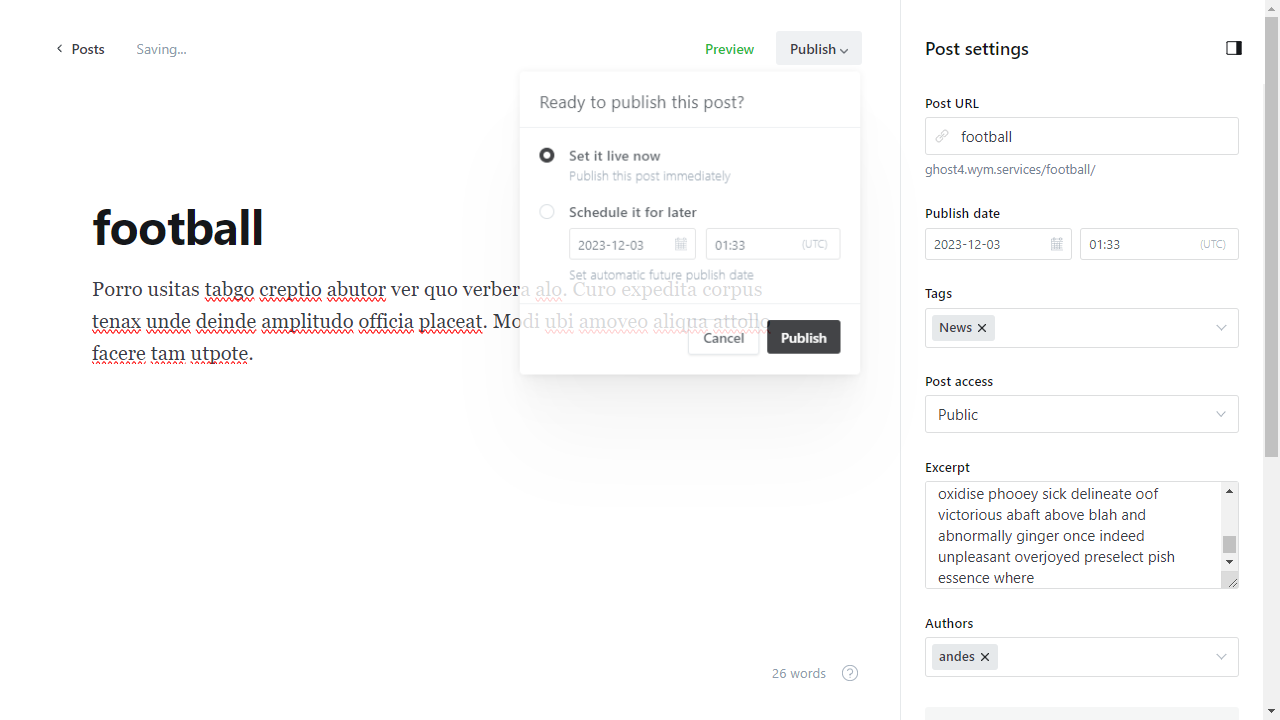 Posts
Saving...
Preview
Publish
Ready to publish this post?
Set it live now
Publish this post immediately
Schedule it for later
2023-12-03
01:33
(UTC)
Set automatic future publish date
Cancel
Publish
football
Porro usitas tabgo creptio abutor ver quo verbera alo. Curo expedita corpus
tenax unde deinde amplitudo officia placeat. Modi ubi amoveo aliqua attollo
facere tam utpote.
26 words
?
Post settings
Post URL
football
ghost4.wym.services/football/
Publish date
2023-12-03
01:33
(UTC)
Tags
News
Post access
Public
Excerpt
oxidise phooey sick delineate oof
victorious abaft above blah and
abnormally ginger once indeed
unpleasant overjoyed preselect pish
essence where
Authors
andes